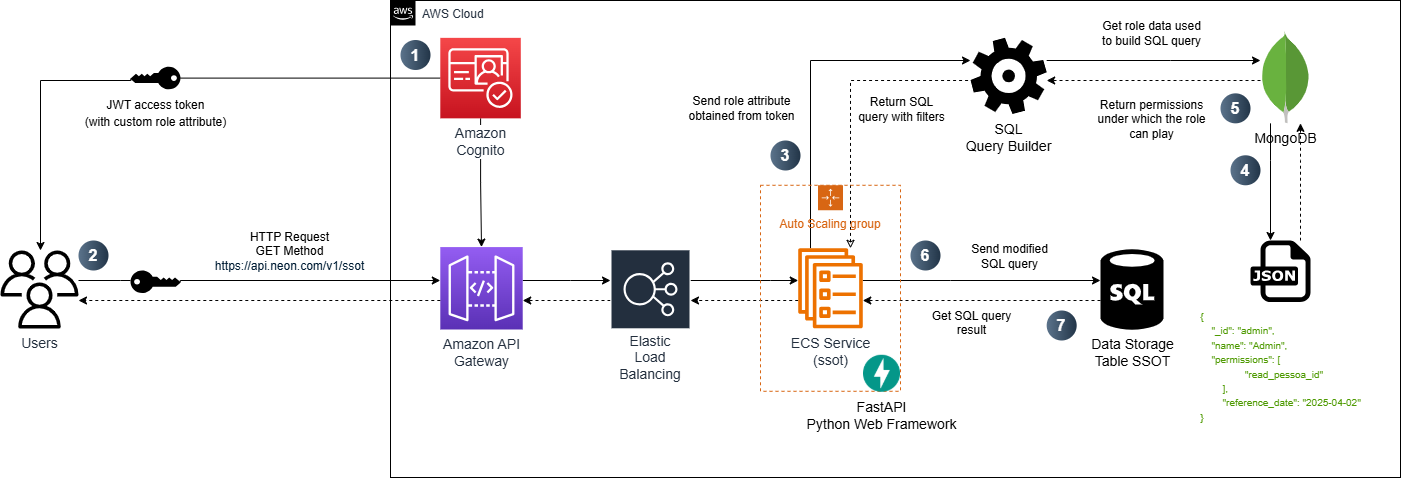 aws
AWS Cloud
1
JWT access token
(with custom role attribute)
Amazon
Cognito
Send role attribute
obtained from token
3
Return SQL
query with filters
SQL
Query Builder
Get role data used
to build SQL query
Return permissions
under which the role
can play
5
MongoDB
4
JSON
{
"_id": "admin",
"name": "Admin",
"permissions": [
"read_pessoa_id"
],
"reference_date": "2025-04-02"
}
Users
2
HTTP Request
GET Method
https://api.neon.com/v1/ssot
</>
Amazon API
Gateway
Elastic
Load
Balancing
Auto Scaling group
ECS Service
(ssot)
FastAPI
Python Web Framework
6
Send modified
SQL query
Get SQL query
result
7
SQL
Data Storage
Table SSOT